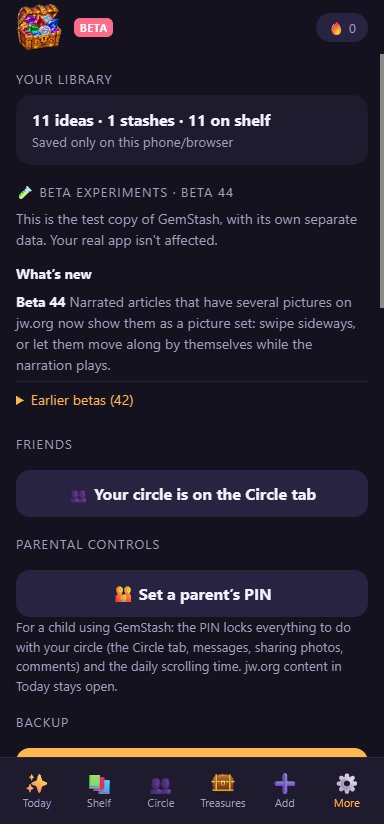 BETA
0
YOUR LIBRARY
11 ideas · 1 stashes · 11 on shelf
Saved only on this phone/browser
BETA EXPERIMENTS · BETA 44
This is the test copy of GemStash, with its own separate
data. Your real app isn't affected.
What's new
Beta 44 Narrated articles that have several pictures on
jw.org now show them as a picture set: swipe sideways,
or let them move along by themselves while the
narration plays.
Earlier betas (42)
FRIENDS
Your circle is on the Circle tab
PARENTAL CONTROLS
Set a parent's PIN
For a child using GemStash: the PIN locks everything to do
with your circle (the Circle tab, messages, sharing photos,
comments) and the daily scrolling time. jw.org content in
Today stays open.
BACKUP
Today Shelf Circle Treasures Add More